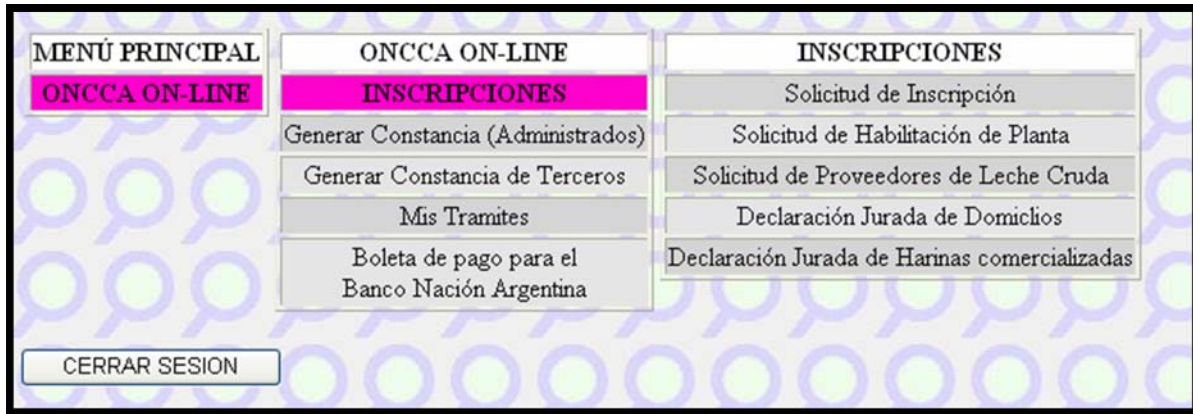 MENÚ PRINCIPAL
ONCCA ON-LINE
ONCCA ON-LINE
INSCRIPCIONES
Generar Constancia (Administrados)
Generar Constancia de Terceros
Mis Tramites
Boleta de pago para el
Banco Nación Argentina
INSCRIPCIONES
Solicitud de Inscripción
Solicitud de Habilitación de Planta
Solicitud de Proveedores de Leche Cruda
Declaración Jurada de Domiclios
Declaración Jurada de Harinas comercializadas
CERRAR SESION